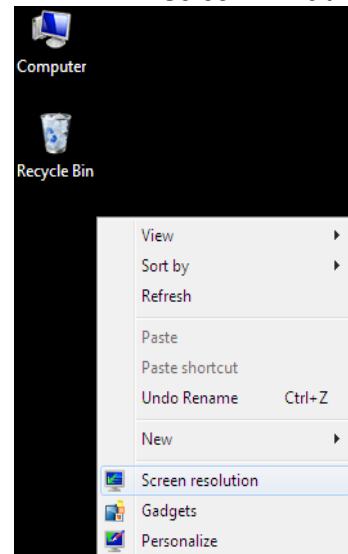 Computer
Recycle Bin
View
Sort by
Refresh
Paste
Paste shortcut
Undo Rename Ctrl+Z
New
Screen resolution
Gadgets
Personalize